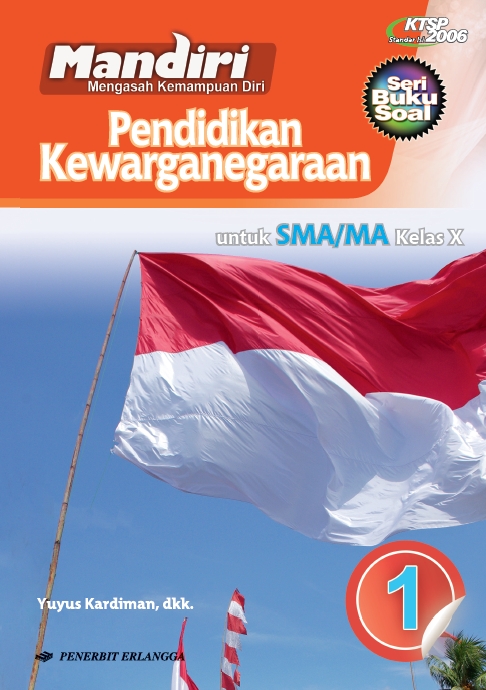 Mandiri
Mengasah Kemampuan Diri
KTSP
Standar Isi 2006
Seri
Buku
Soal
Pendidikan
Kewarganegaraan
untuk SMA/MA Kelas X
1
Yuyus Kardiman, dkk.
PENERBIT ERLANGGA